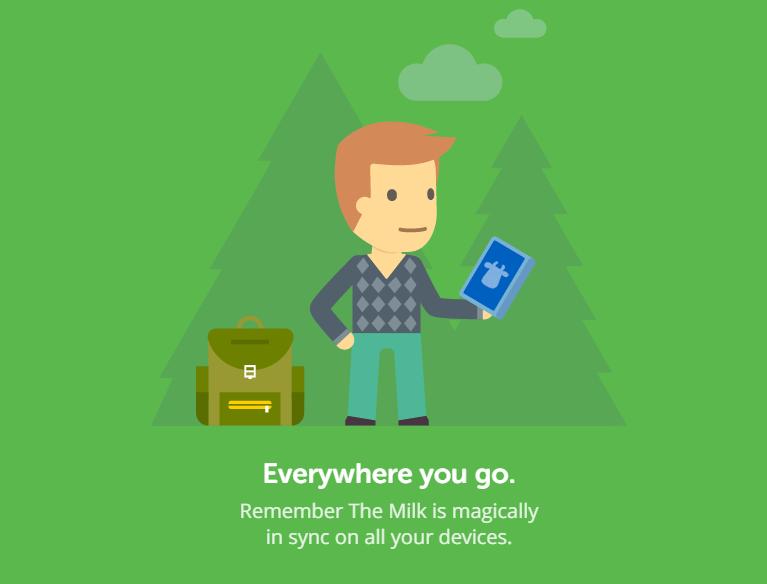 Everywhere you go.
Remember The Milk is magically
in sync on all your devices.